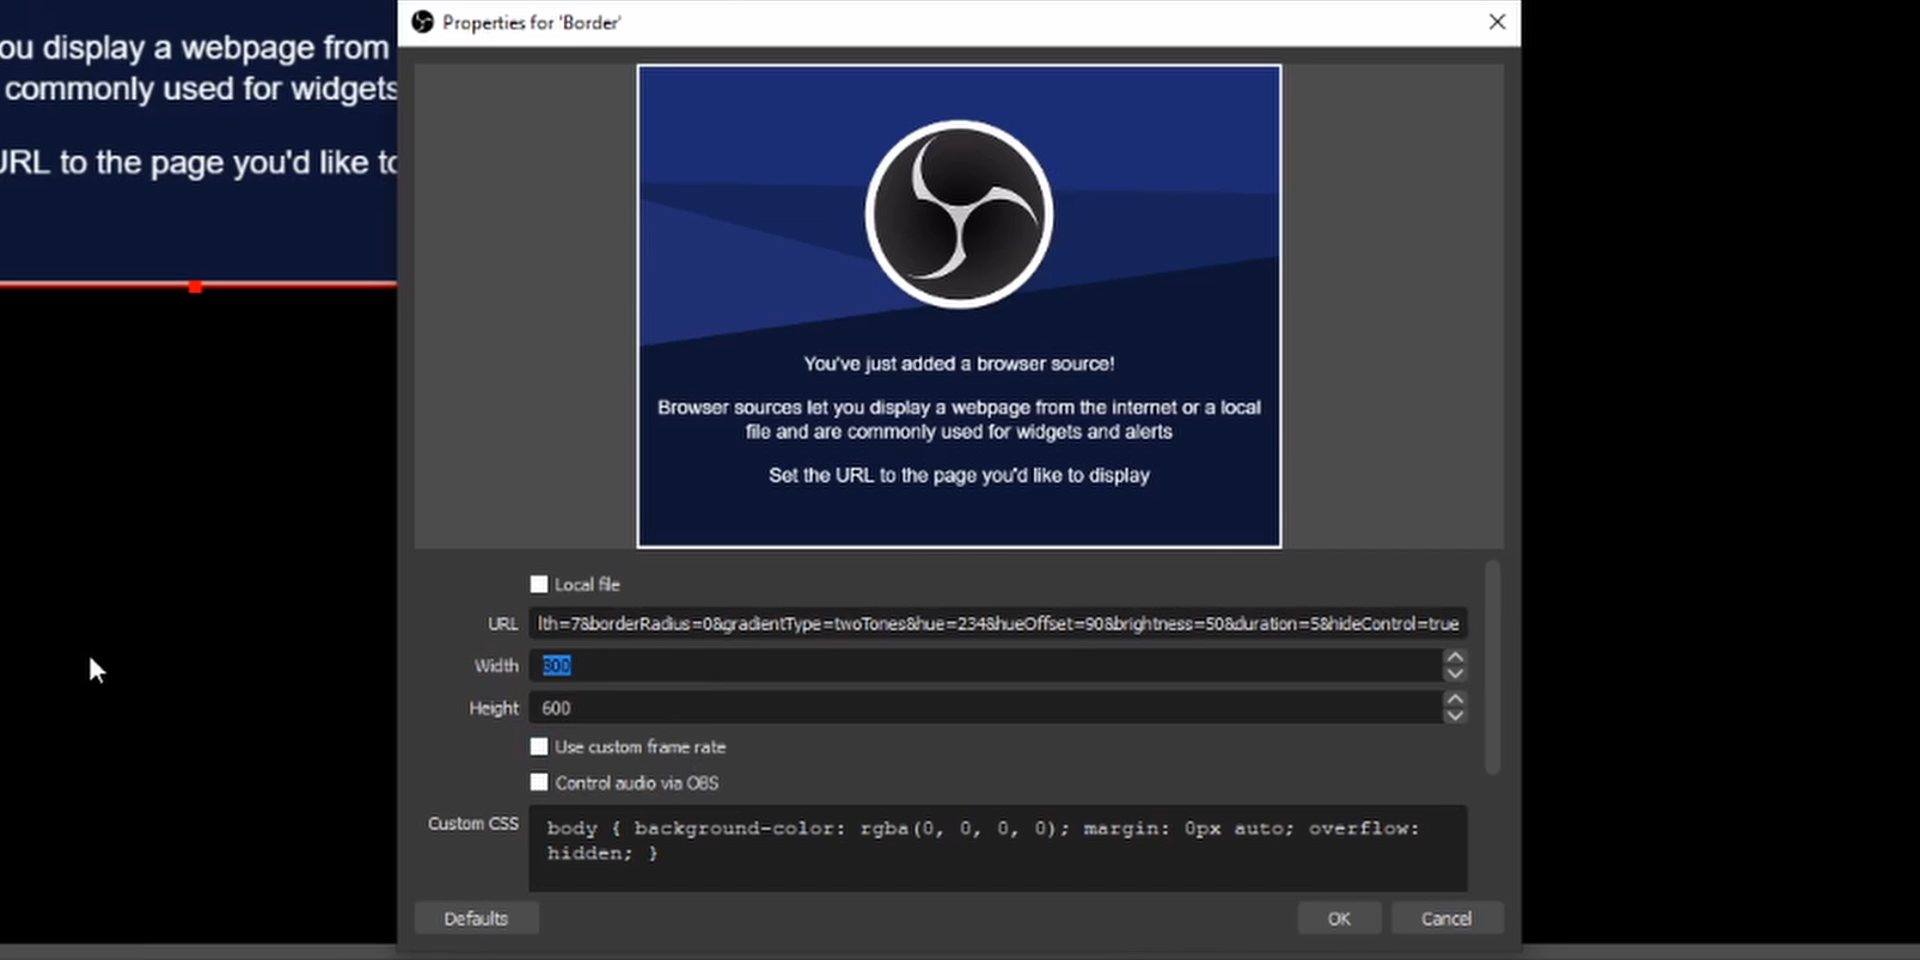 Properties for 'Border'
ou display a webpage from
commonly used for widgets
URL to the page you'd like to
You've just added a browser source!
Browser sources let you display a webpage from the internet or a local
file and are commonly used for widgets and alerts
Set the URL to the page you'd like to display
Local file
URL
lth=7&borderRadius=0&gradientType=twoTones&hue=234&hueOffset=90&brightness=50&duration=5&hideControl=true
Width
800
Height
600
Use custom frame rate
Control audio via OBS
Custom CSS
body { background-color: rgba(0, 0, 0, 0); margin: 0px auto; overflow:
hidden; }
Defaults
OK
Cancel